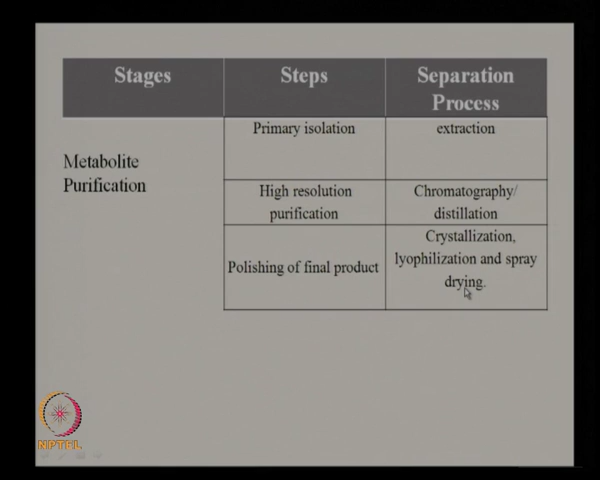 Stages
Steps
Separation
Process
Metabolite
Purification
Primary isolation
extraction
High resolution
purification
Chromatography/
distillation
Polishing of final product
Crystallization,
lyophilization and spray
drying.
NPTEL